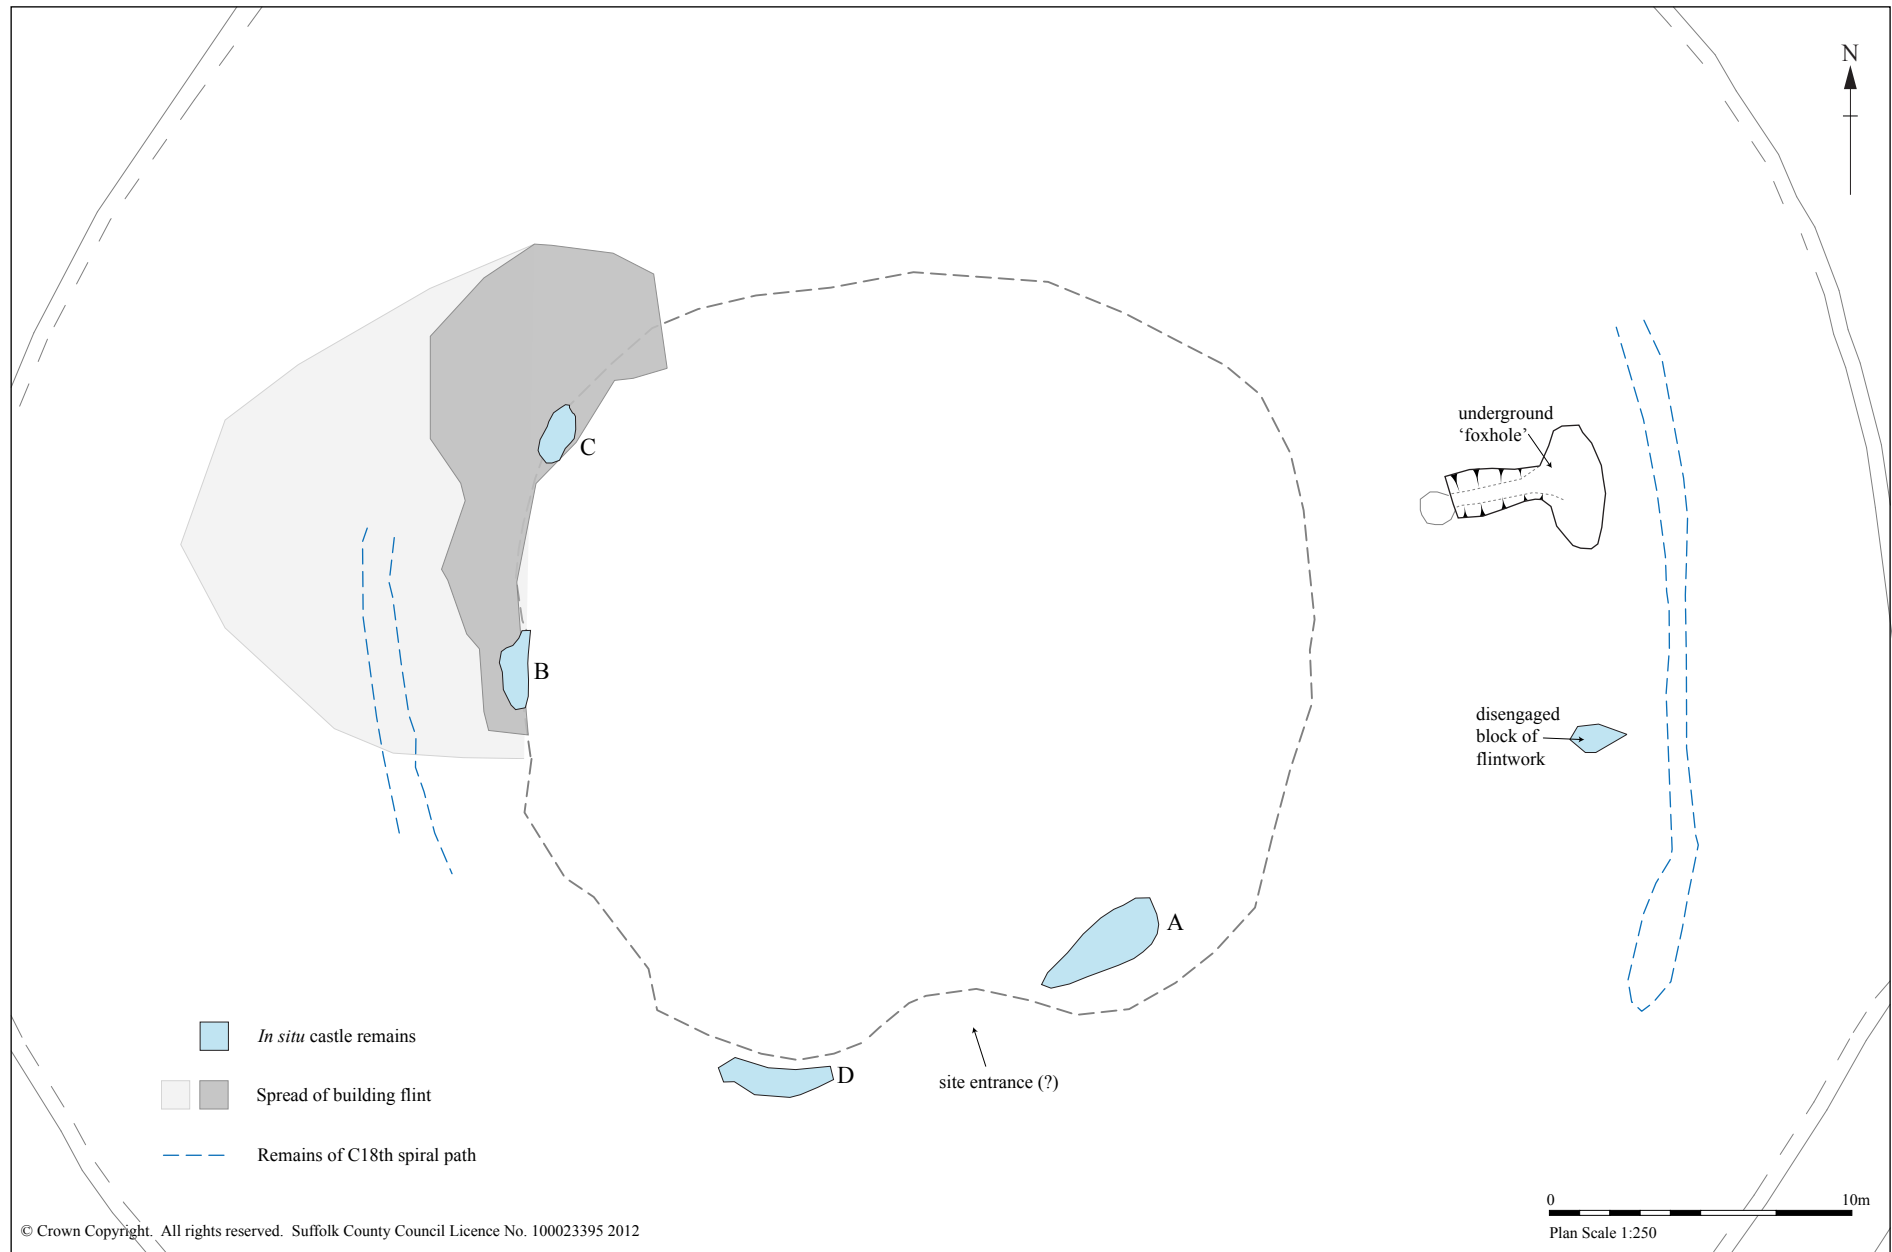 N
underground
‘foxhole’
C
B
disengaged
block of
flintwork
A
D
site entrance (?)
In situ castle remains
Spread of building flint
Remains of C18th spiral path
0 10m
Plan Scale 1:250
© Crown Copyright. All rights reserved. Suffolk County Council Licence No. 100023395 2012